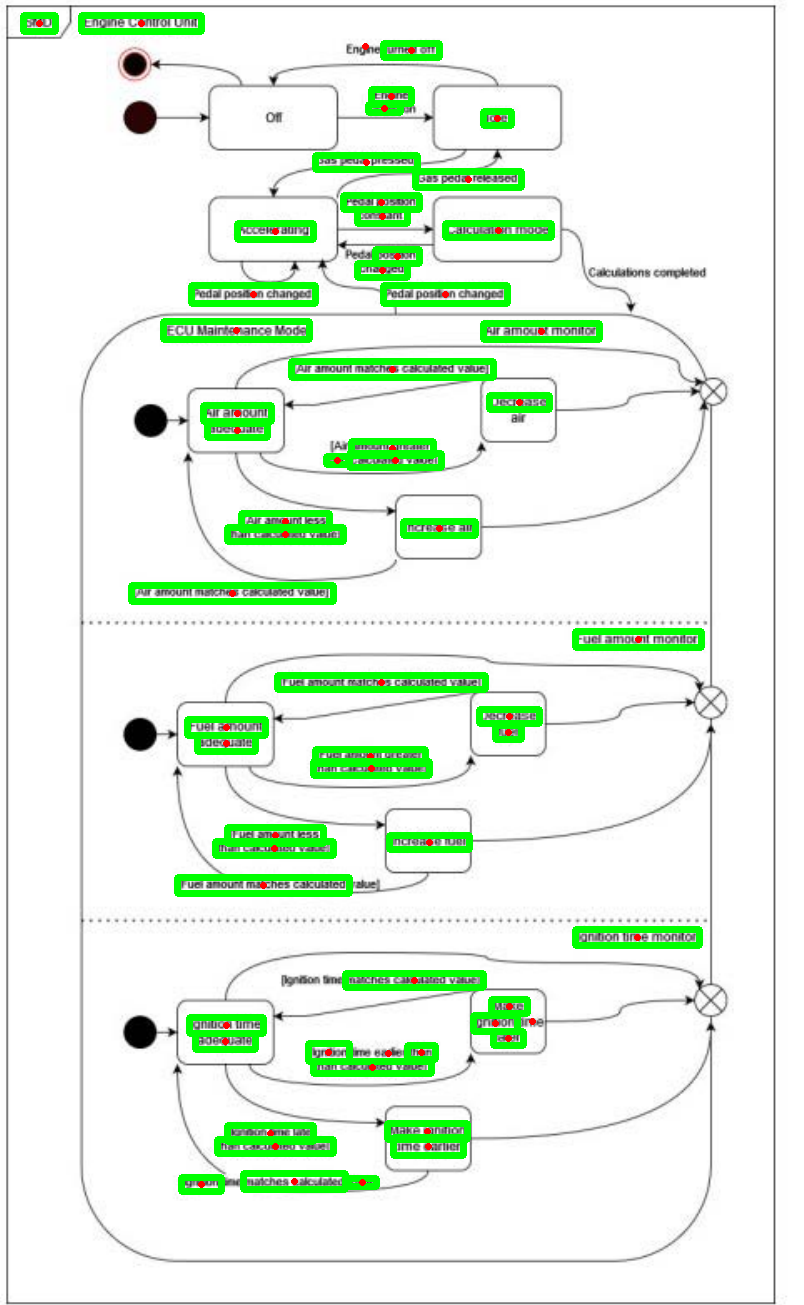 SMD
Engine Control Unit
Engine turned off
Engine
Off
Idle
Gas pedal pressed
Gas pedal released
Pedal position
constant
Accelerating
Calculation mode
Pedal position
changed
Calculations completed
Pedal position changed
Pedal position changed
ECU Maintenance Mode
Air amount monitor
[Air amount matches calculated value]
Air amount
adequate
Decrease
air
[Air amount greater
than calculated value]
[Air amount less
than calculated value]
Increase air
[Air amount matches calculated value]
Fuel amount monitor
[Fuel amount matches calculated value]
Fuel amount
adequate
Decrease
fuel
[Fuel amount greater
than calculated value]
[Fuel amount less
than calculated value]
Increase fuel
[Fuel amount matches calculated value]
Ignition time monitor
[Ignition time matches calculated value]
Ignition time
adequate
Make
ignition time
later
[Ignition time earlier than
than calculated value]
[Ignition time late
than calculated value]
Make ignition
time earlier
[Ignition time matches calculated